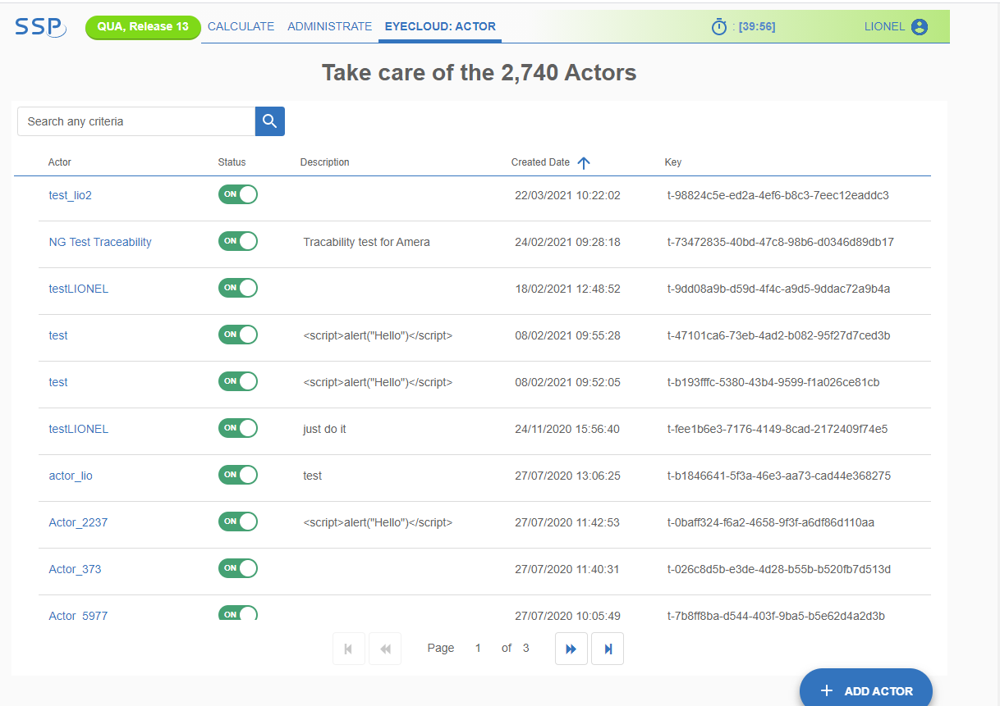 SSP QUA, Release 13 CALCULATE ADMINISTRATE EYECLOUD: ACTOR : [39:56] LIONEL
Take care of the 2,740 Actors
Search any criteria
Actor Status Description Created Date Key
test_lio2 ON 22/03/2021 10:22:02 t-98824c5e-ed2a-4ef6-b8c3-7eec12eaddc3
NG Test Traceability ON Tracability test for Amera 24/02/2021 09:28:18 t-73472835-40bd-47c8-98b6-d0346d89db17
testLIONEL ON 18/02/2021 12:48:52 t-9dd08a9b-d59d-4f4c-a9d5-9ddac72a9b4a
test ON <script>alert("Hello")</script> 08/02/2021 09:55:28 t-47101ca6-73eb-4ad2-b082-95f27d7ced3b
test ON <script>alert("Hello")</script> 08/02/2021 09:52:05 t-b193fffc-5380-43b4-9599-f1a026ce81cb
testLIONEL ON just do it 24/11/2020 15:56:40 t-fee1b6e3-7176-4149-8cad-2172409f74e5
actor_lio ON test 27/07/2020 13:06:25 t-b1846641-5f3a-46e3-aa73-cad44e368275
Actor_2237 ON <script>alert("Hello")</script> 27/07/2020 11:42:53 t-0baff324-f6a2-4658-9f3f-a6df86d110aa
Actor_373 ON 27/07/2020 11:40:31 t-026c8d5b-e3de-4d28-b55b-b520fb7d513d
Actor_5977 ON 27/07/2020 10:05:49 t-7b8ff8ba-d544-403f-9ba5-b5e62d4a2d3b
Page 1 of 3
+ ADD ACTOR